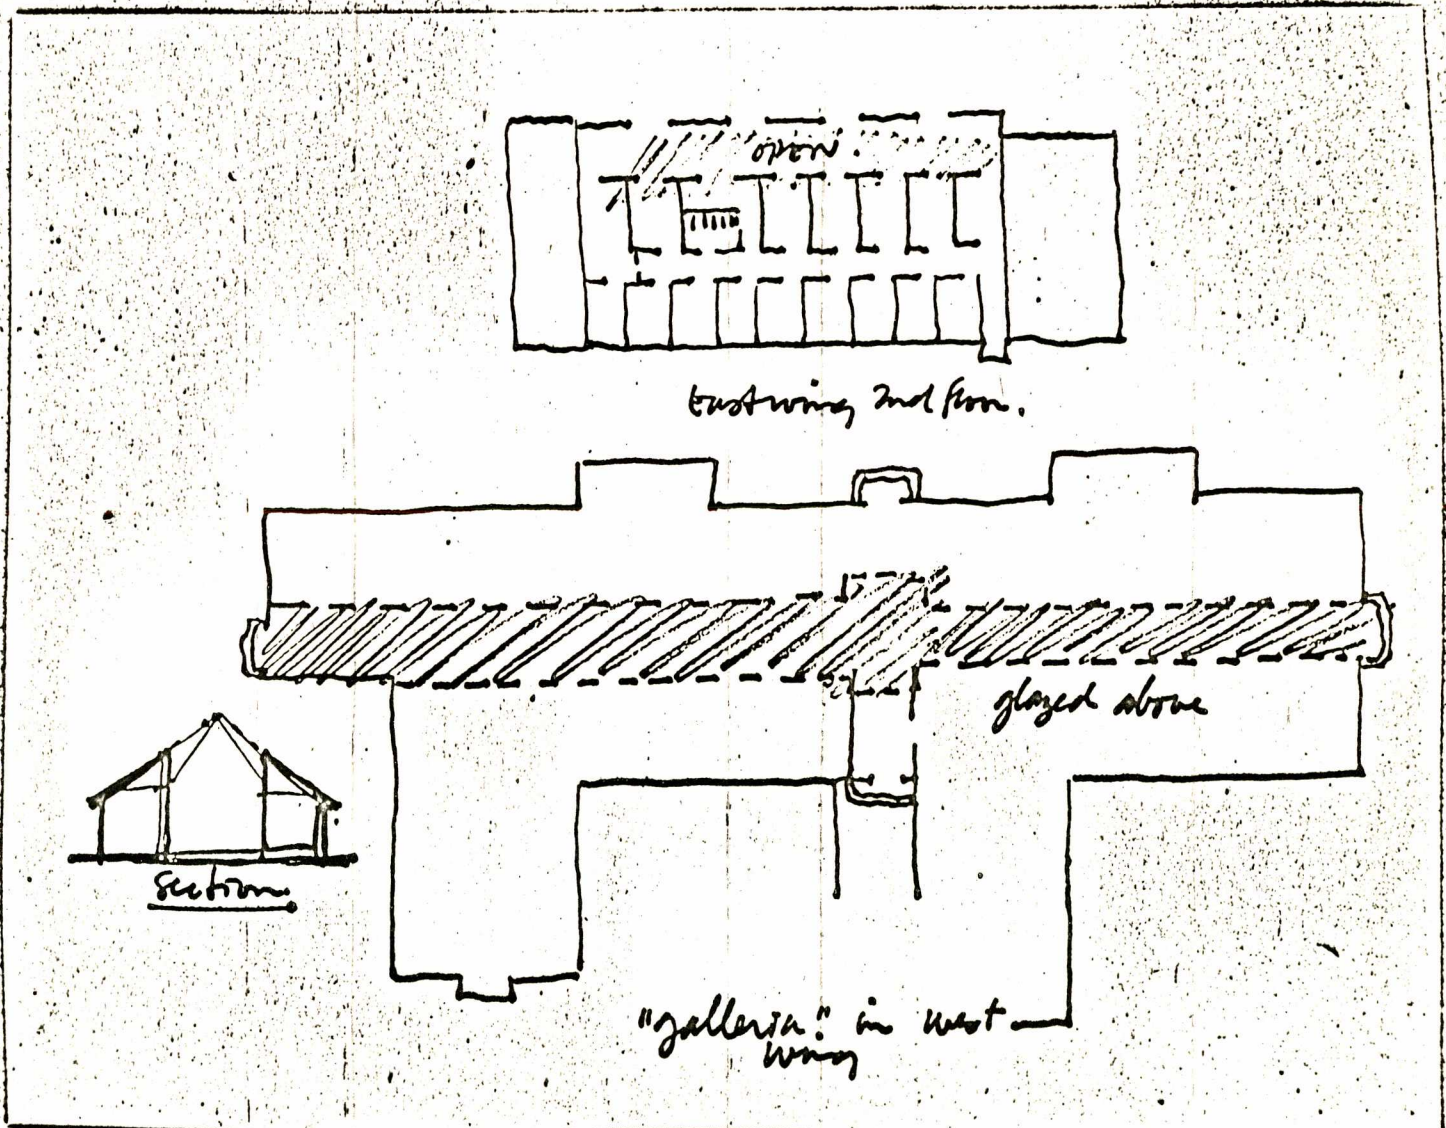 OPEN
East wing 2nd floor.
glazed above
section.
"galleria" in west
wing